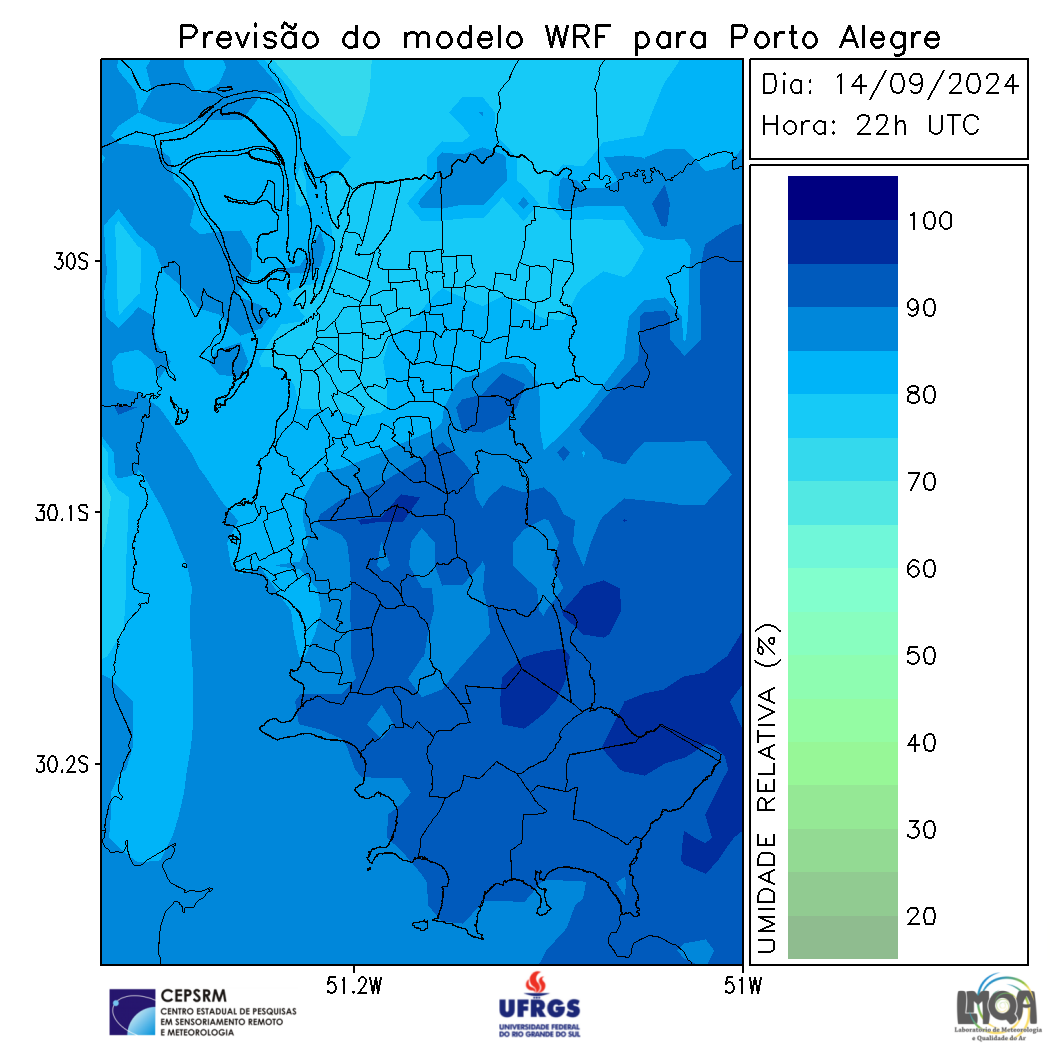 Previsão do modelo WRF para Porto Alegre
Dia: 14/09/2024
Hora: 22h UTC
30S
30.1S
30.2S
51.2W
51W
UMIDADE RELATIVA (%)
100
90
80
70
60
50
40
30
20
CEPSRM
CENTRO ESTADUAL DE PESQUISAS
EM SENSORIAMENTO REMOTO
E METEOROLOGIA
UFRGS
UNIVERSIDADE FEDERAL
DO RIO GRANDE DO SUL
LMQA
Laboratório de Meteorologia
e Qualidade do Ar